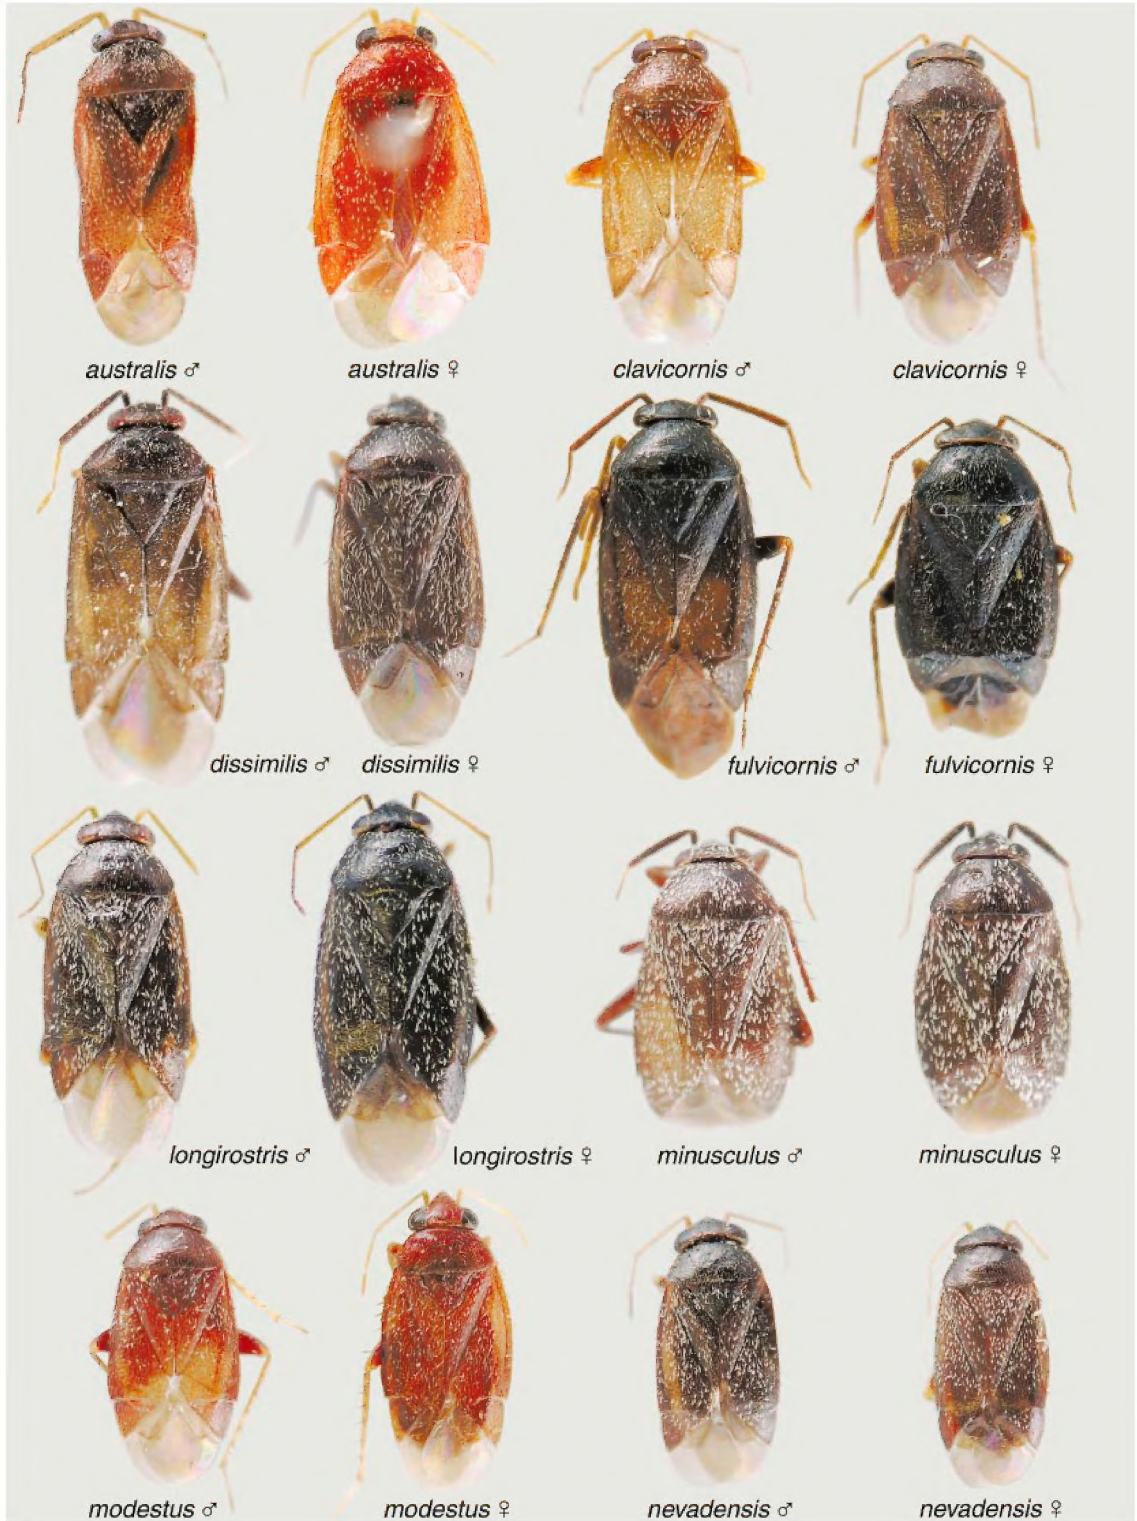 australis ♂ australis ♀ clavicornis ♂ clavicornis ♀
dissimilis ♂ dissimilis ♀ fulvicornis ♂ fulvicornis ♀
longirostris ♂ longirostris ♀ minusculus ♂ minusculus ♀
modestus ♂ modestus ♀ nevadensis ♂ nevadensis ♀